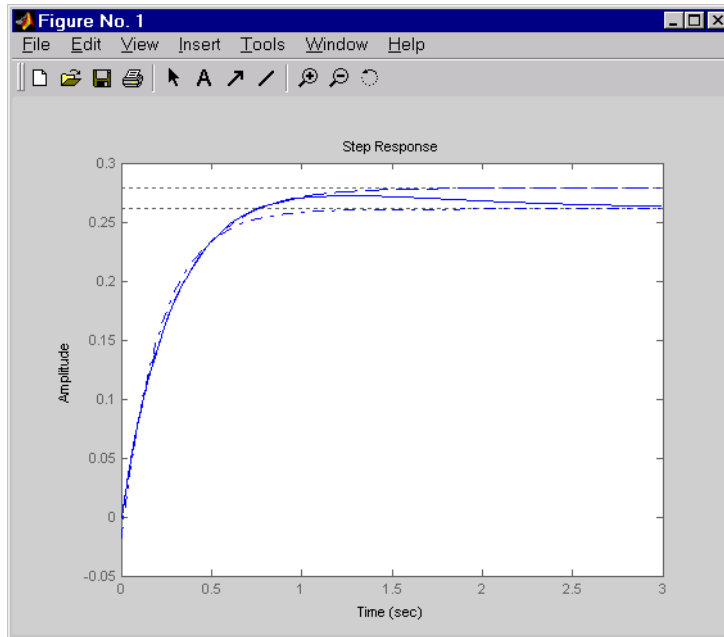 Figure No. 1
File Edit View Insert Tools Window Help
A
Step Response
0.3
0.25
0.2
0.15
0.1
0.05
0
-0.05
Amplitude
0 0.5 1 1.5 2 2.5 3
Time (sec)